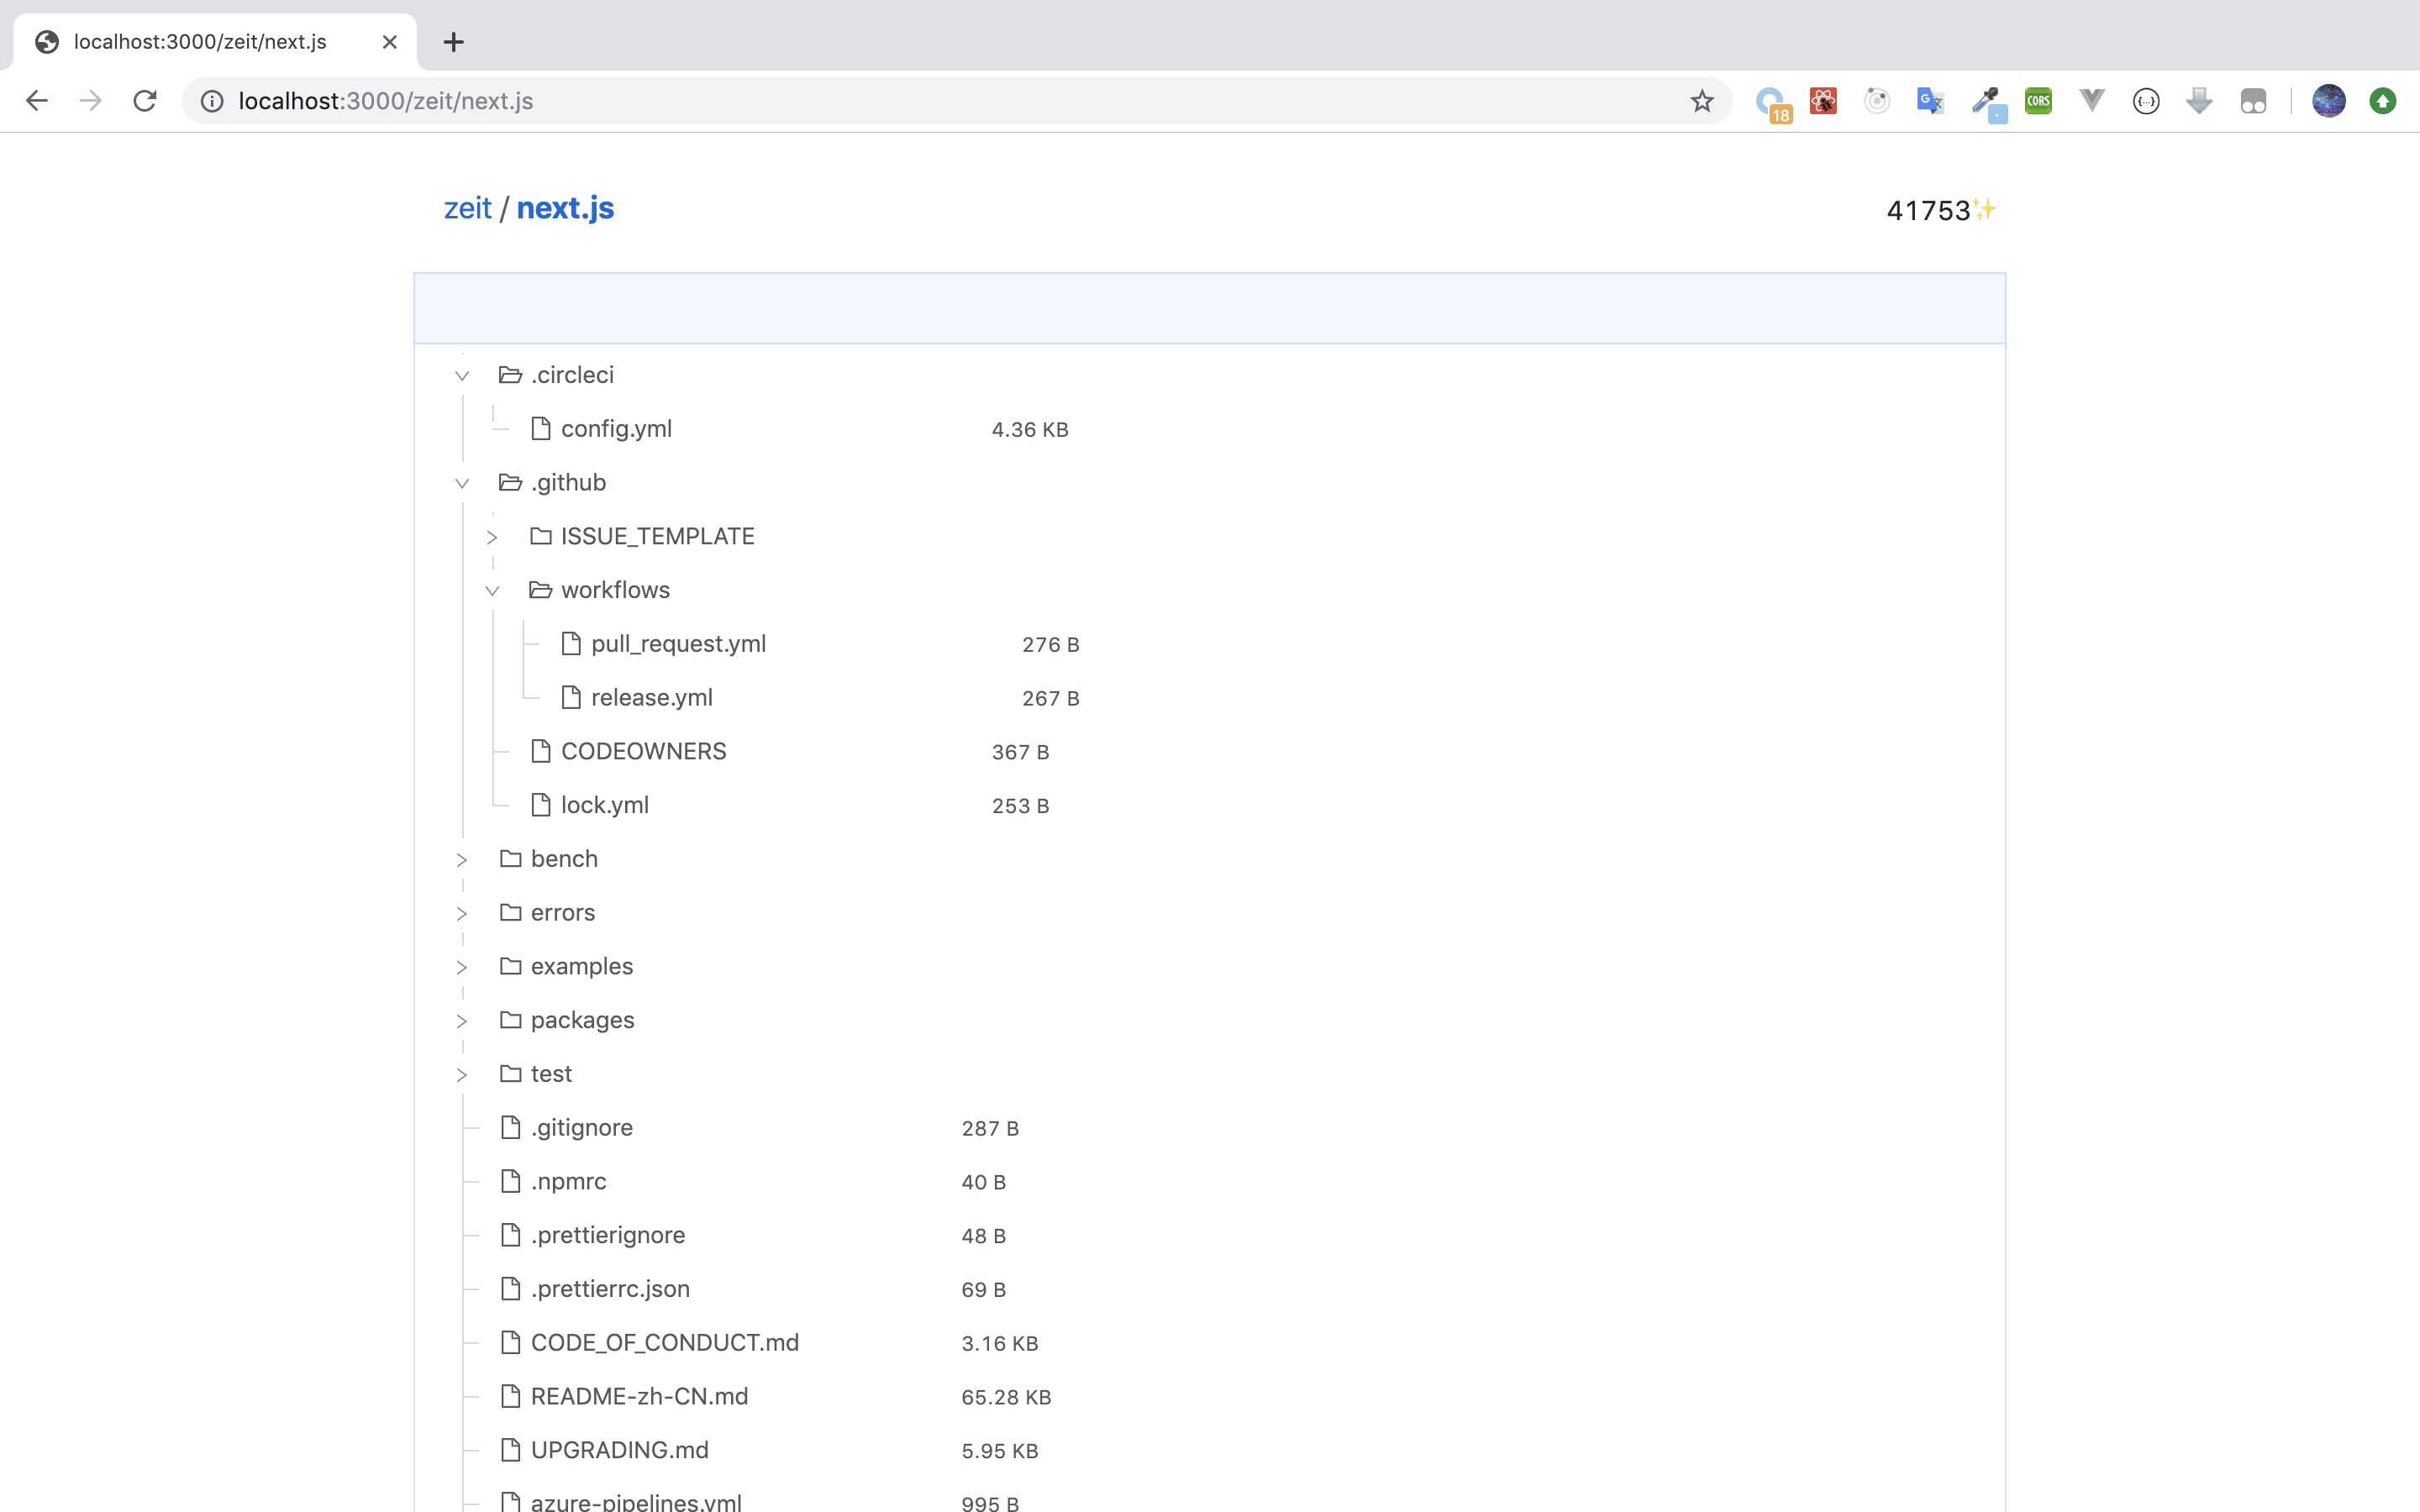 localhost:3000/zeit/next.js
localhost:3000/zeit/next.js
18
CORS
zeit / next.js
41753✨
.circleci
config.yml 4.36 KB
.github
ISSUE_TEMPLATE
workflows
pull_request.yml 276 B
release.yml 267 B
CODEOWNERS 367 B
lock.yml 253 B
bench
errors
examples
packages
test
.gitignore 287 B
.npmrc 40 B
.prettierignore 48 B
.prettierrc.json 69 B
CODE_OF_CONDUCT.md 3.16 KB
README-zh-CN.md 65.28 KB
UPGRADING.md 5.95 KB
azure-pipelines.yml 995 B